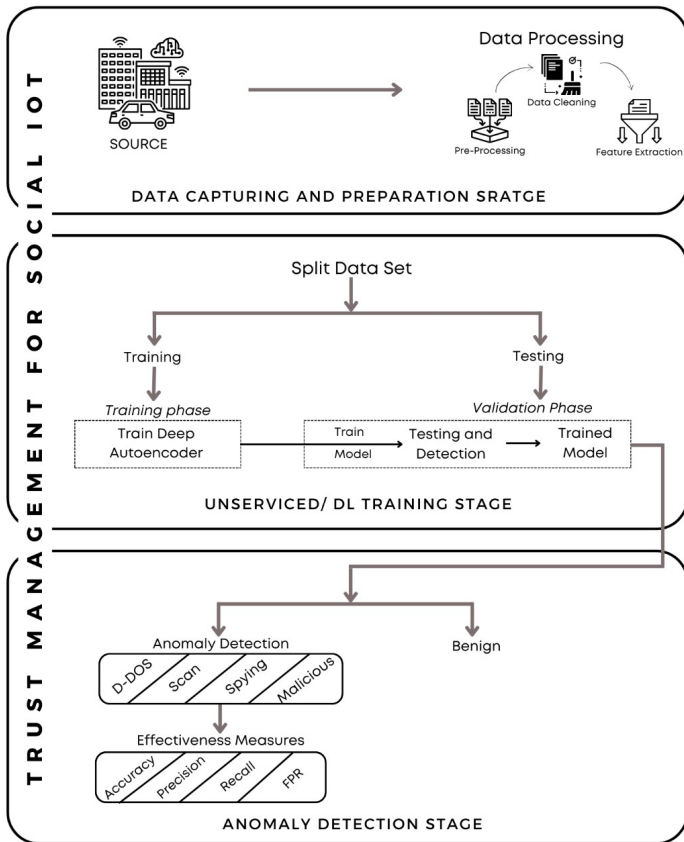 TRUST MANAGEMENT FOR SOCIAL IOT
Data Processing
SOURCE
Pre-Processing
Data Cleaning
Feature Extraction
DATA CAPTURING AND PREPARATION SRATGE
Split Data Set
Training
Testing
Training phase
Validation Phase
Train Deep
Autoencoder
Train
Model
Testing and
Detection
Trained
Model
UNSERVICED/ DL TRAINING STAGE
Anomaly Detection
Benign
D-DOS
Scan
Spying
Malicious
Effectiveness Measures
Accuracy
Precision
Recall
FPR
ANOMALY DETECTION STAGE